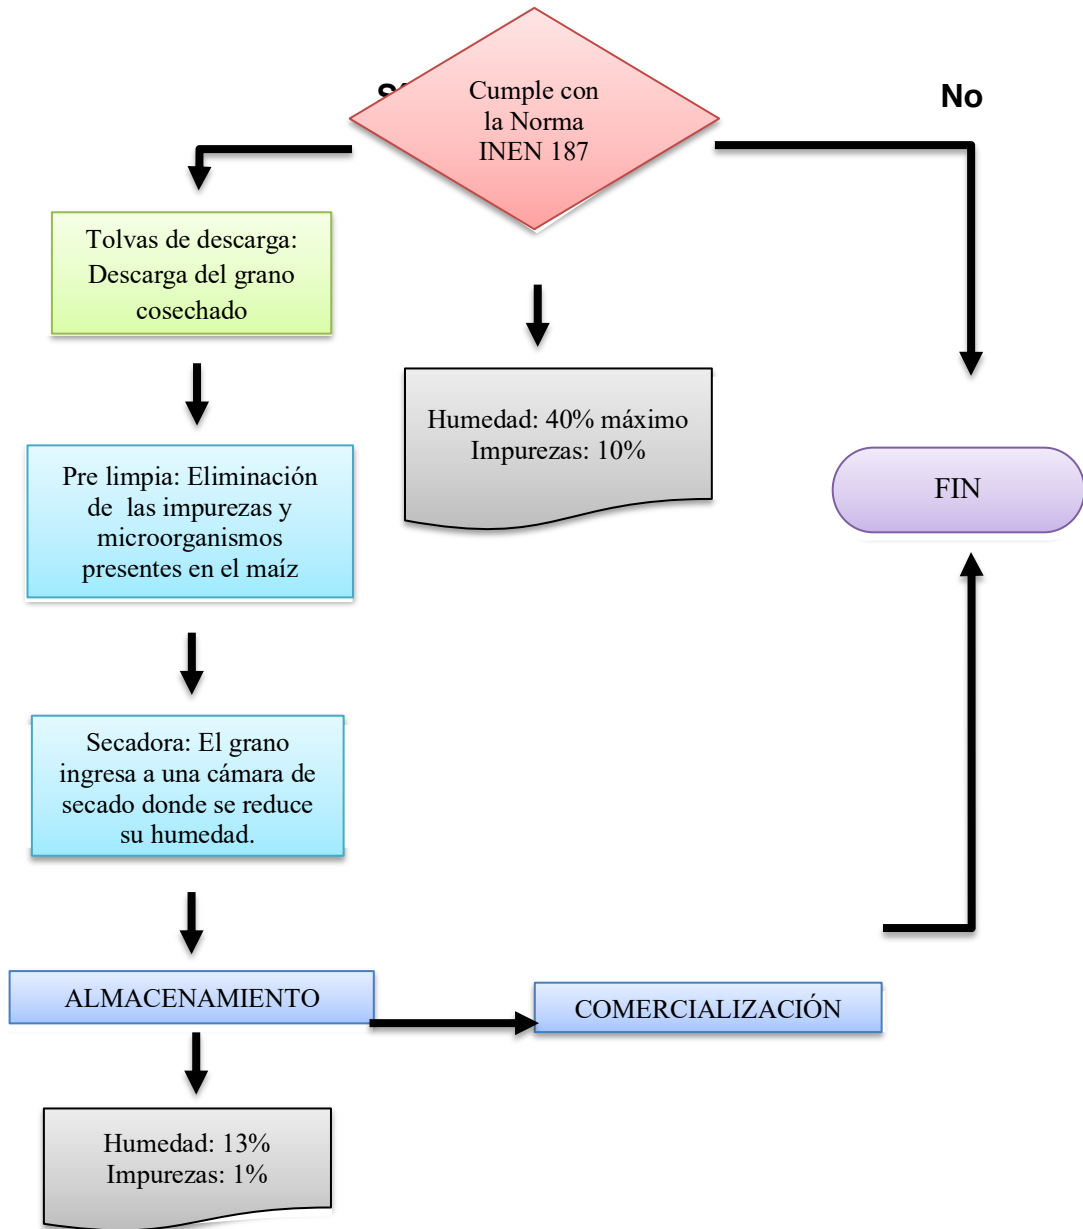 Cumple con
la Norma
INEN 187
No
Tolvas de descarga:
Descarga del grano
cosechado
Humedad: 40% máximo
Impurezas: 10%
Pre limpia: Eliminación
de las impurezas y
microorganismos
presentes en el maíz
FIN
Secadora: El grano
ingresa a una cámara de
secado donde se reduce
su humedad.
ALMACENAMIENTO
COMERCIALIZACIÓN
Humedad: 13%
Impurezas: 1%